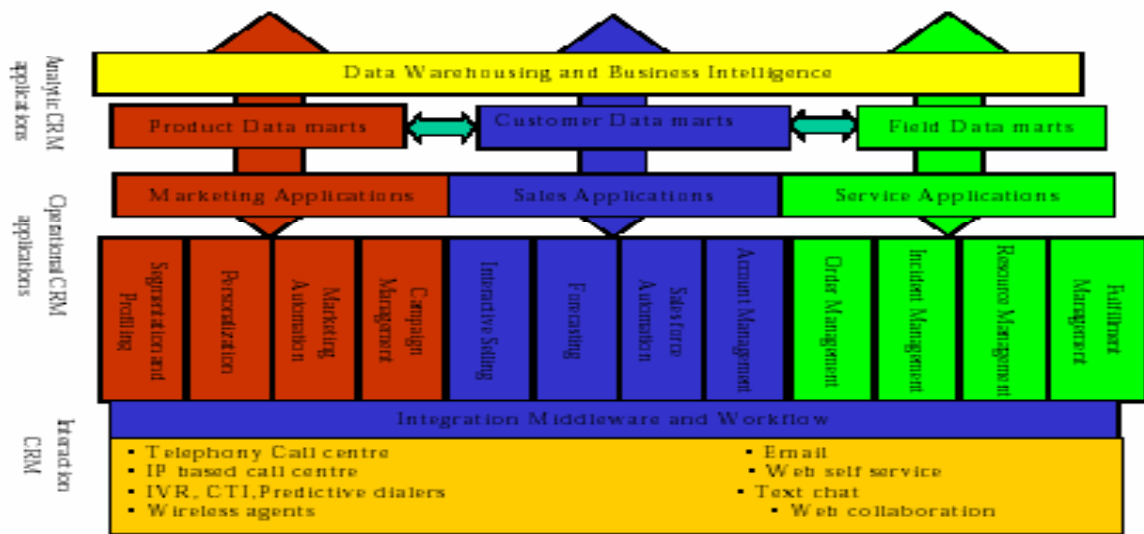 Analytic CRM
applications
Data Warehousing and Business Intelligence
Product Data marts
Customer Data marts
Field Data marts
Operational CRM
applications
Marketing Applications
Sales Applications
Service Applications
Segmentation and
Profiling
Personalization
Marketing
Automation
Campaign
Management
Interactive Selling
Forecasting
Salesforce
Automation
Account Management
Order Management
Incident Management
Resource Management
Fulfillment
Management
Interaction
CRM
Integration Middleware and Workflow
▪ Telephony Call centre
▪ IP based call centre
▪ IVR, CTI,Predictive dialers
▪ Wireless agents
▪ Email
▪ Web self service
▪ Text chat
▪ Web collaboration